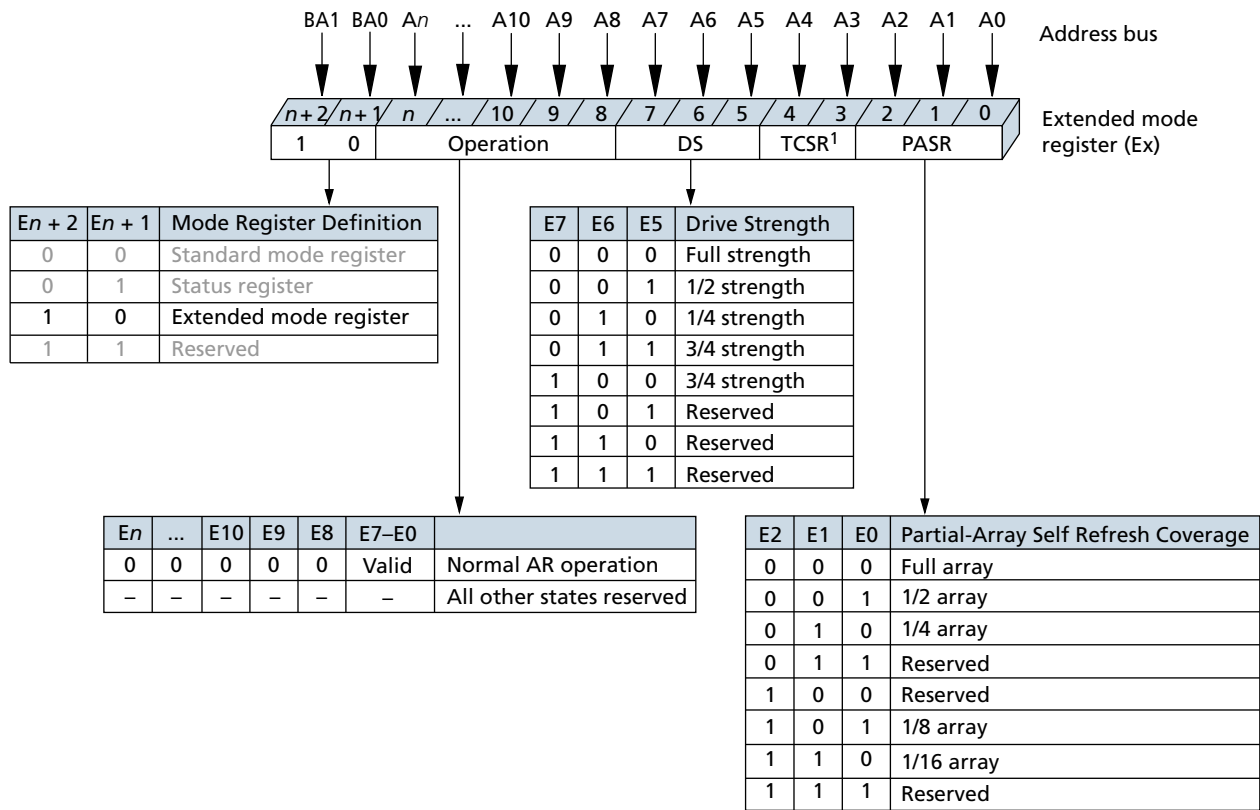 BA1 BA0 An ... A10 A9 A8 A7 A6 A5 A4 A3 A2 A1 A0 Address bus
n + 2 n + 1 n ... 10 9 8 7 6 5 4 3 2 1 0
Extended mode
register (Ex)
1 0 Operation DS TCSR¹ PASR
En + 2 En + 1 Mode Register Definition
0 0 Standard mode register
0 1 Status register
1 0 Extended mode register
1 1 Reserved
E7 E6 E5 Drive Strength
0 0 0 Full strength
0 0 1 1/2 strength
0 1 0 1/4 strength
0 1 1 3/4 strength
1 0 0 3/4 strength
1 0 1 Reserved
1 1 0 Reserved
1 1 1 Reserved
En ... E10 E9 E8 E7–E0
0 0 0 0 0 Valid Normal AR operation
– – – – – – All other states reserved
E2 E1 E0 Partial-Array Self Refresh Coverage
0 0 0 Full array
0 0 1 1/2 array
0 1 0 1/4 array
0 1 1 Reserved
1 0 0 Reserved
1 0 1 1/8 array
1 1 0 1/16 array
1 1 1 Reserved